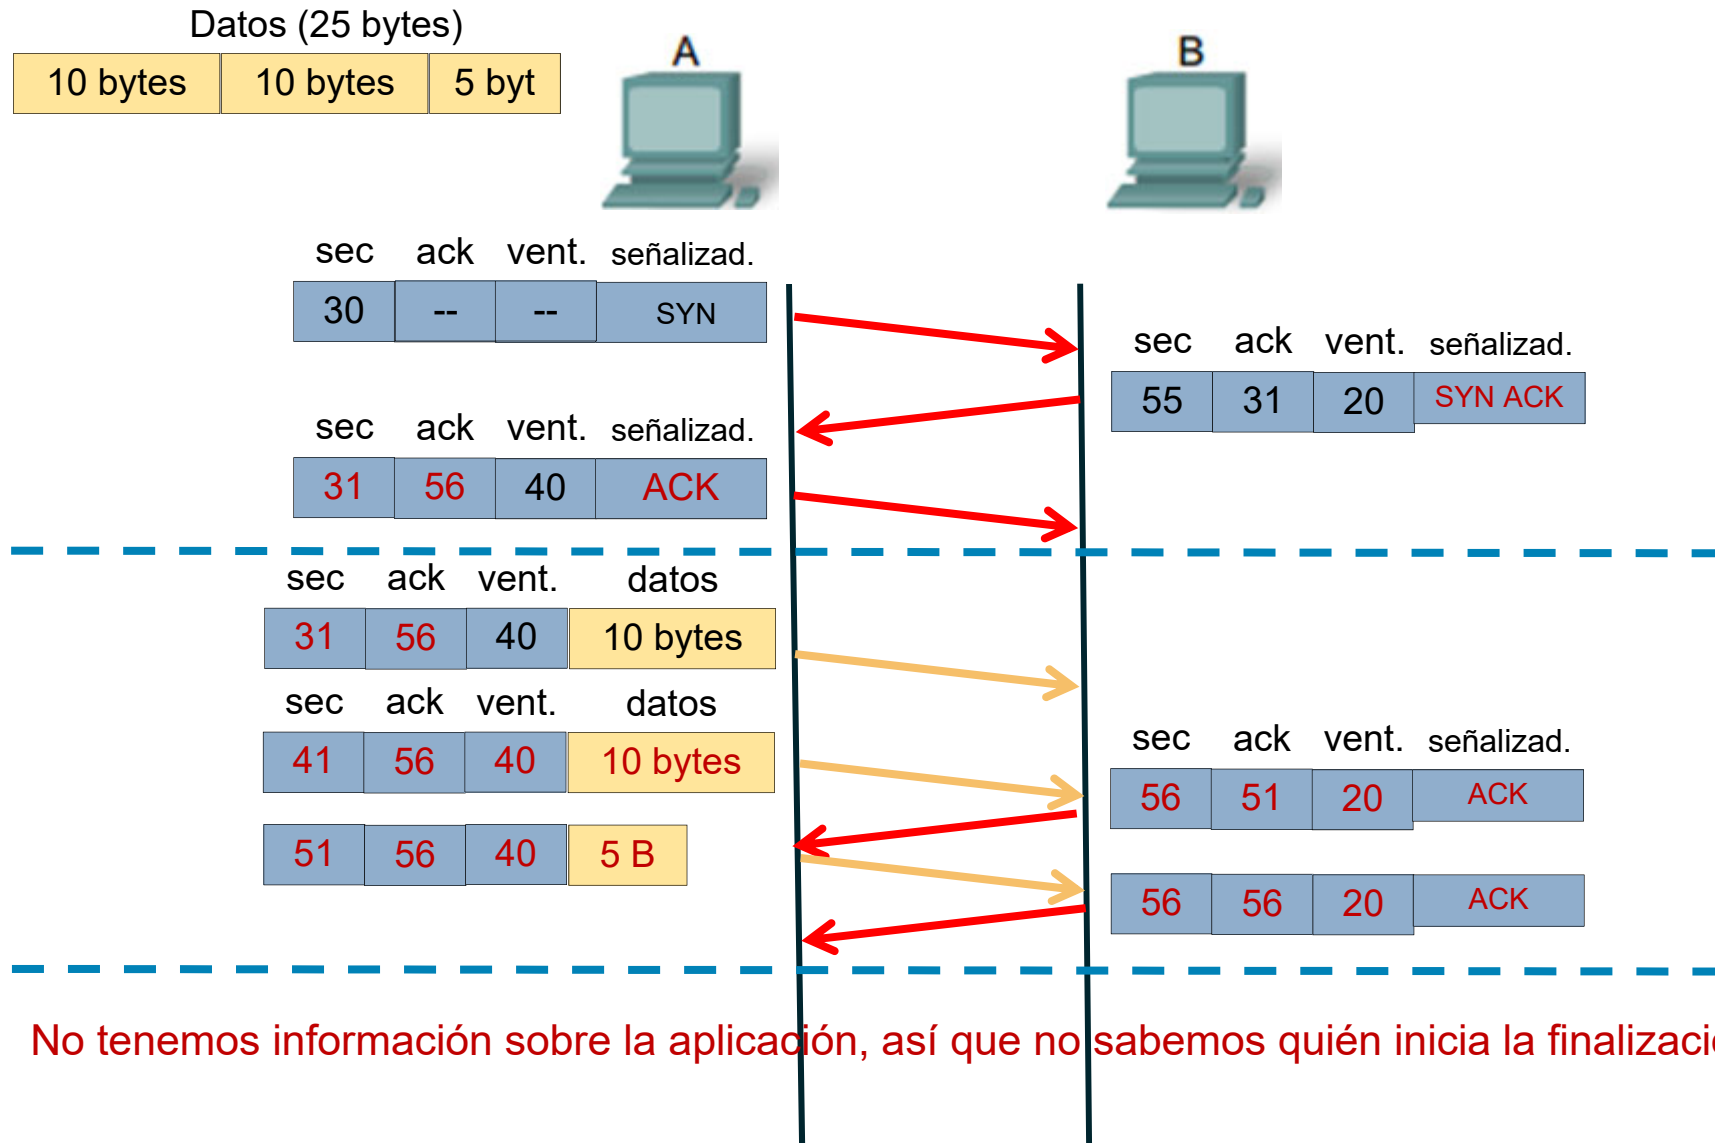 Datos (25 bytes)
10 bytes 10 bytes 5 byt
A B
sec ack vent. señalizad.
30 -- -- SYN
sec ack vent. señalizad.
55 31 20 SYN ACK
sec ack vent. señalizad.
31 56 40 ACK
sec ack vent. datos
31 56 40 10 bytes
sec ack vent. datos
41 56 40 10 bytes
sec ack vent. señalizad.
56 51 20 ACK
51 56 40 5 B
56 56 20 ACK
No tenemos información sobre la aplicación, así que no sabemos quién inicia la